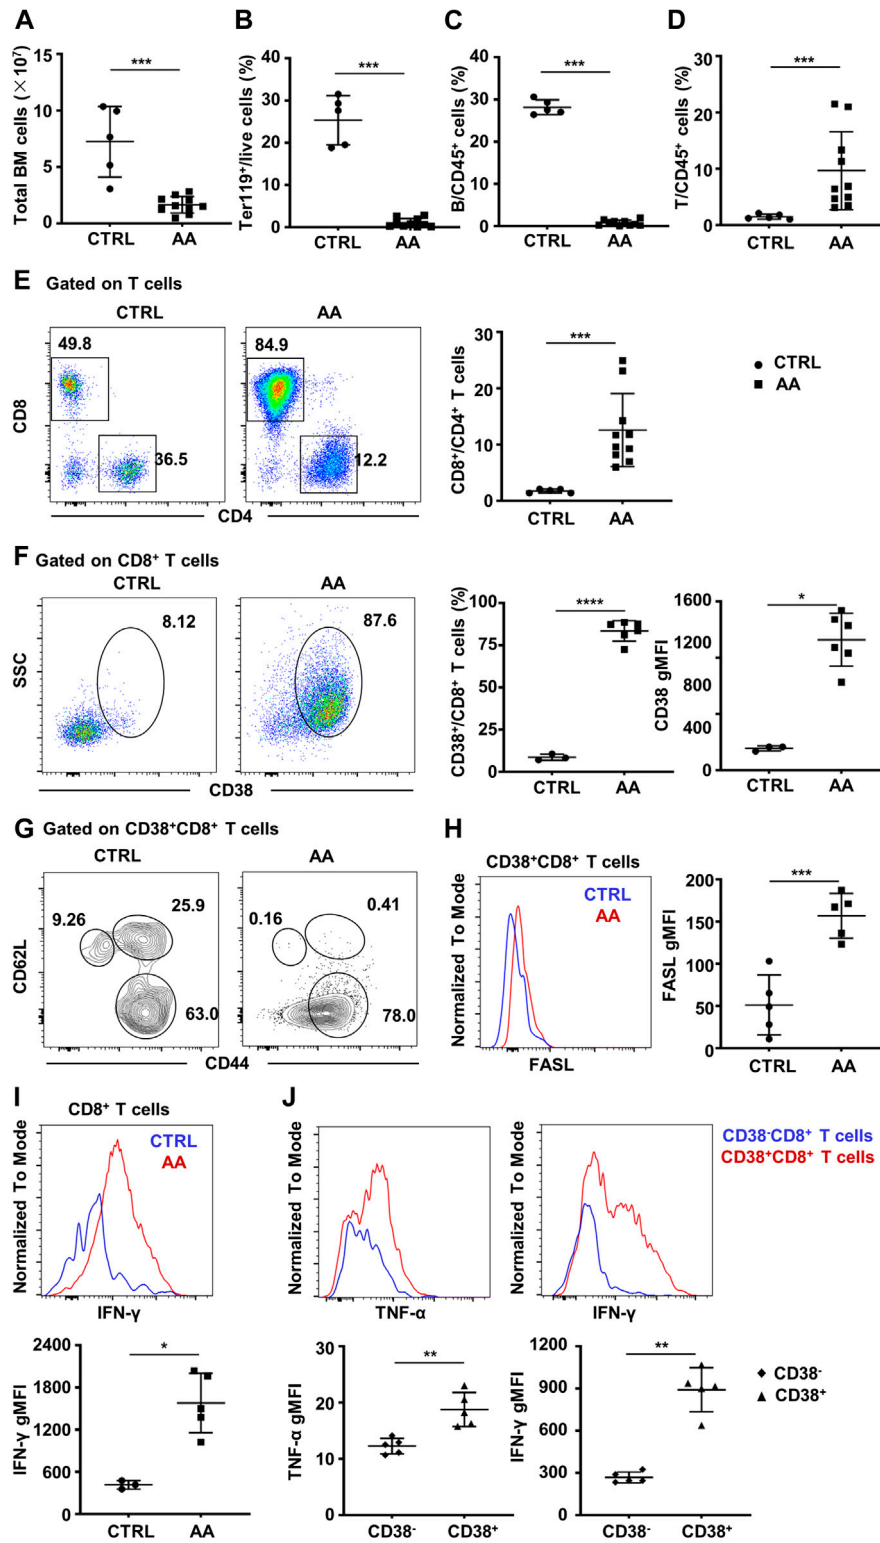 A
Total BM cells (×10⁷)
15
10
5
0
***
CTRL
AA
B
Ter119⁺/live cells (%)
40
30
20
10
0
***
CTRL
AA
C
B/CD45⁺ cells (%)
40
30
20
10
0
***
CTRL
AA
D
T/CD45⁺ cells (%)
30
20
10
0
***
CTRL
AA
E Gated on T cells
CTRL
AA
49.8
36.5
84.9
12.2
CD8
CD4
CD8⁺/CD4⁺ T cells
30
20
10
0
***
CTRL
AA
CTRL
AA
F Gated on CD8⁺ T cells
CTRL
AA
8.12
87.6
SSC
CD38
CD38⁺/CD8⁺ T cells (%)
100
75
50
25
0
****
CTRL
AA
CD38 gMFI
1600
1200
800
400
0
*
CTRL
AA
G Gated on CD38⁺CD8⁺ T cells
CTRL
AA
9.26
25.9
63.0
0.16
0.41
78.0
CD62L
CD44
H
CD38⁺CD8⁺ T cells
CTRL
AA
Normalized To Mode
FASL
FASL gMFI
200
150
100
50
0
***
CTRL
AA
I
CD8⁺ T cells
CTRL
AA
Normalized To Mode
IFN-γ
IFN-γ gMFI
2400
1800
1200
600
0
*
CTRL
AA
J
Normalized To Mode
TNF-α
Normalized To Mode
IFN-γ
CD38⁻CD8⁺ T cells
CD38⁺CD8⁺ T cells
TNF-α gMFI
30
20
10
0
**
CD38⁻
CD38⁺
IFN-γ gMFI
1200
900
600
300
0
**
CD38⁻
CD38⁺
CD38⁻
CD38⁺